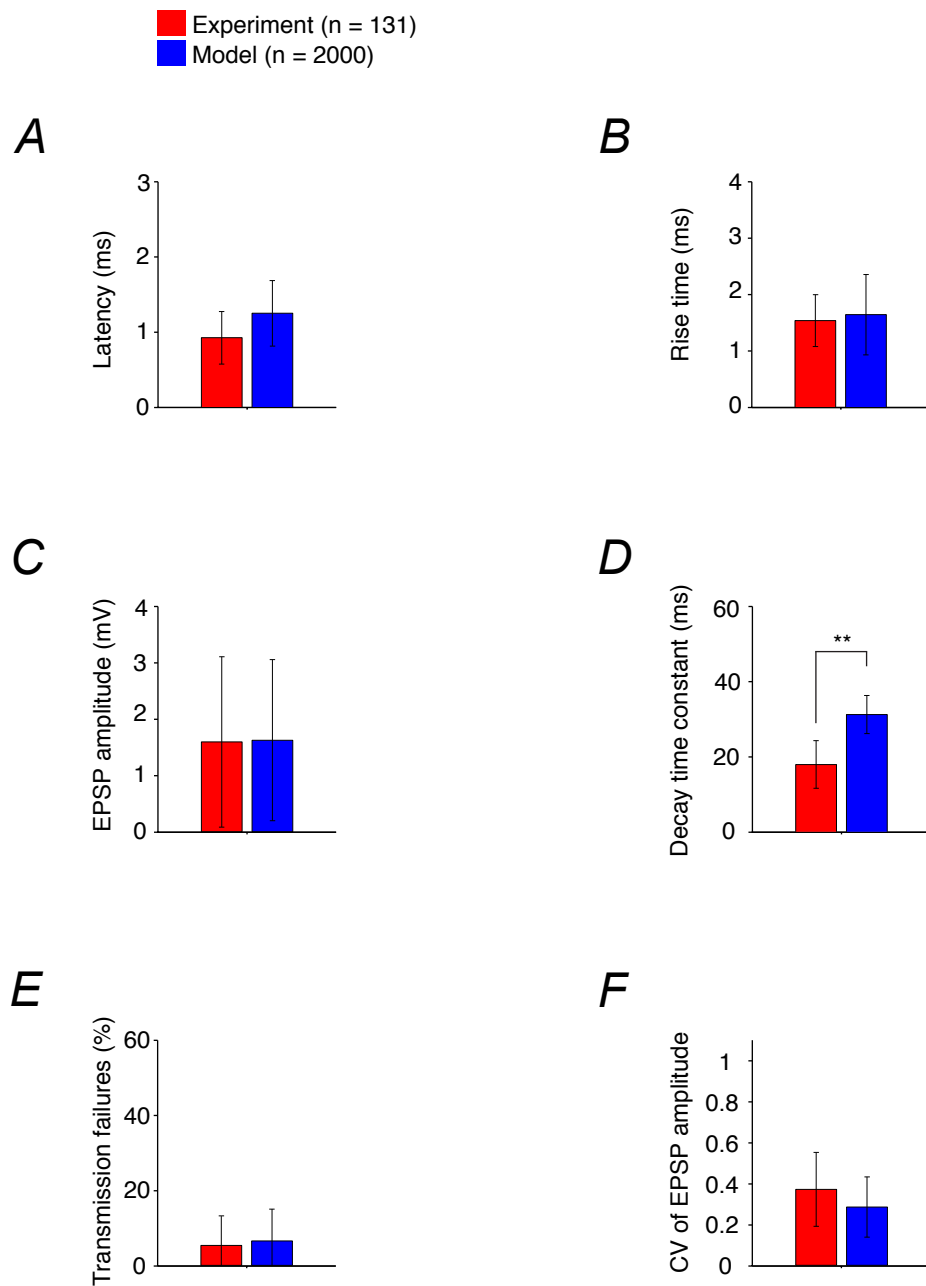 Experiment (n = 131)
Model (n = 2000)
A
Latency (ms)
3
2
1
0
B
Rise time (ms)
4
3
2
1
0
C
EPSP amplitude (mV)
4
3
2
1
0
D
Decay time constant (ms)
60
40
20
0
**
E
Transmission failures (%)
60
40
20
0
F
CV of EPSP amplitude
1
0.8
0.6
0.4
0.2
0